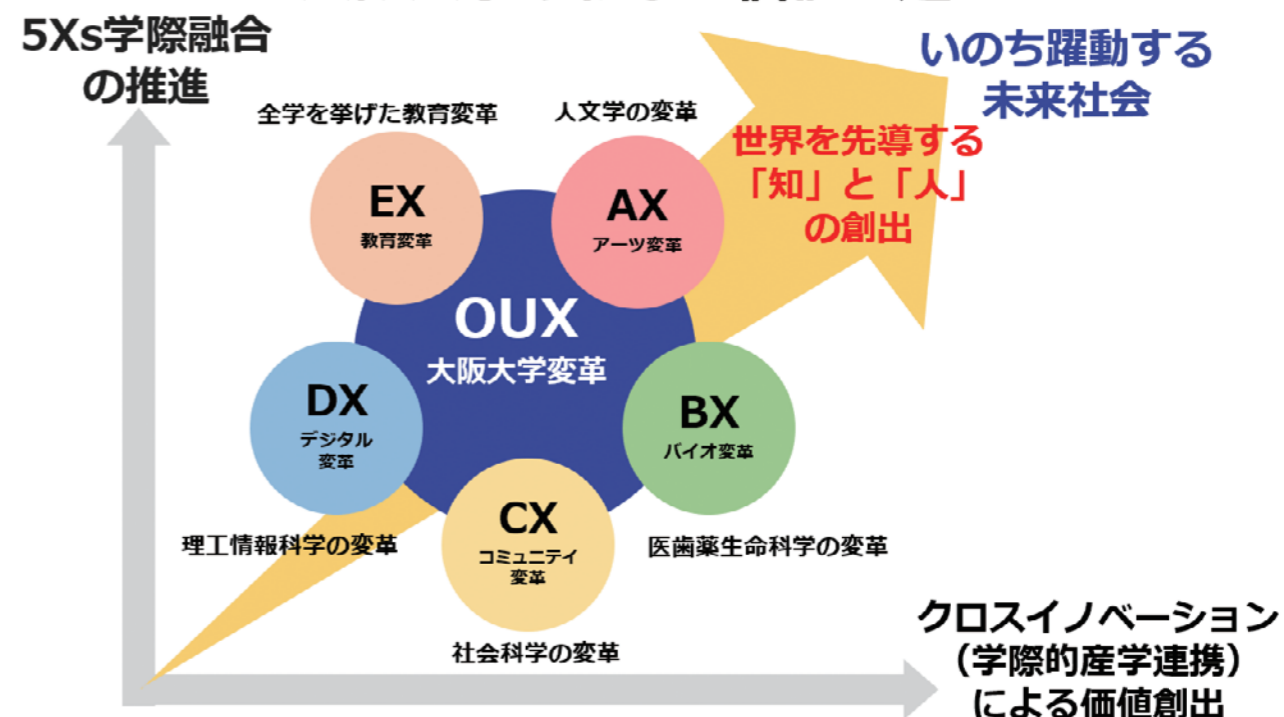 5Xs学際融合
の推進
いのち躍動する
未来社会
全学を挙げた教育変革
人文学の変革
世界を先導する
「知」と「人」
の創出
EX
教育変革
AX
アーツ変革
OUX
大阪大学変革
DX
デジタル
変革
BX
バイオ変革
CX
コミュニテイ
変革
理工情報科学の変革
医歯薬生命科学の変革
社会科学の変革
クロスイノベーション
（学際的産学連携）
による価値創出